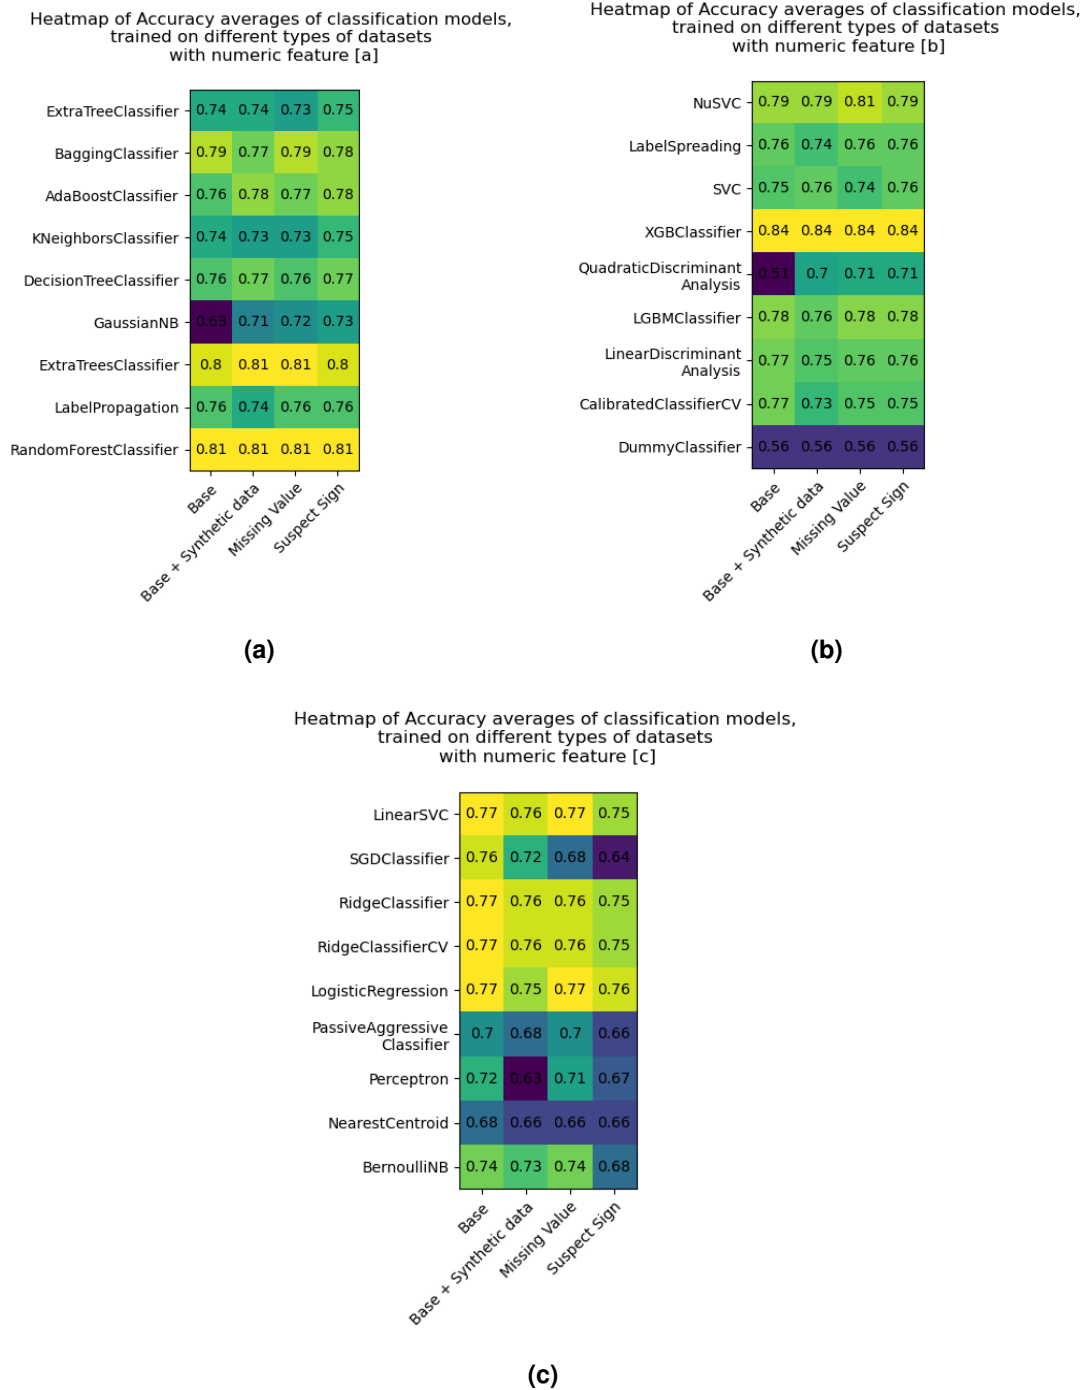 Heatmap of Accuracy averages of classification models,
trained on different types of datasets
with numeric feature [a]
ExtraTreeClassifier 0.74 0.74 0.73 0.75
BaggingClassifier 0.79 0.77 0.79 0.78
AdaBoostClassifier 0.76 0.78 0.77 0.78
KNeighborsClassifier 0.74 0.73 0.73 0.75
DecisionTreeClassifier 0.76 0.77 0.76 0.77
GaussianNB 0.63 0.71 0.72 0.73
ExtraTreesClassifier 0.8 0.81 0.81 0.8
LabelPropagation 0.76 0.74 0.76 0.76
RandomForestClassifier 0.81 0.81 0.81 0.81
Base
Base + Synthetic data
Missing Value
Suspect Sign
(a)
Heatmap of Accuracy averages of classification models,
trained on different types of datasets
with numeric feature [b]
NuSVC 0.79 0.79 0.81 0.79
LabelSpreading 0.76 0.74 0.76 0.76
SVC 0.75 0.76 0.74 0.76
XGBClassifier 0.84 0.84 0.84 0.84
QuadraticDiscriminant
Analysis 0.51 0.7 0.71 0.71
LGBMClassifier 0.78 0.76 0.78 0.78
LinearDiscriminant
Analysis 0.77 0.75 0.76 0.76
CalibratedClassifierCV 0.77 0.73 0.75 0.75
DummyClassifier 0.56 0.56 0.56 0.56
Base
Base + Synthetic data
Missing Value
Suspect Sign
(b)
Heatmap of Accuracy averages of classification models,
trained on different types of datasets
with numeric feature [c]
LinearSVC 0.77 0.76 0.77 0.75
SGDClassifier 0.76 0.72 0.68 0.64
RidgeClassifier 0.77 0.76 0.76 0.75
RidgeClassifierCV 0.77 0.76 0.76 0.75
LogisticRegression 0.77 0.75 0.77 0.76
PassiveAggressive
Classifier 0.7 0.68 0.7 0.66
Perceptron 0.72 0.63 0.71 0.67
NearestCentroid 0.68 0.66 0.66 0.66
BernoulliNB 0.74 0.73 0.74 0.68
Base
Base + Synthetic data
Missing Value
Suspect Sign
(c)